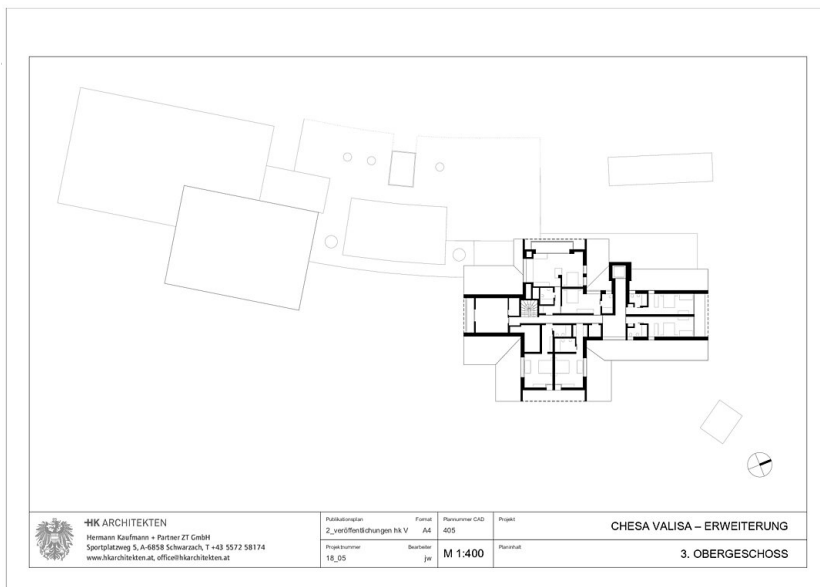 HK ARCHITEKTEN
Hermann Kaufmann + Partner ZT GmbH
Sportplatzweg 5, A-6858 Schwarzach, T +43 5572 58174
www.hkarchitekten.at, office@hkarchitekten.at
Publikationsplan Format
2_veröffentlichungen hk V A4
Projektnummer Bearbeiter
18_05 jw
Plannummer CAD
405
M 1:400
Projekt
CHESA VALISA – ERWEITERUNG
Planinhalt
3. OBERGESCHOSS